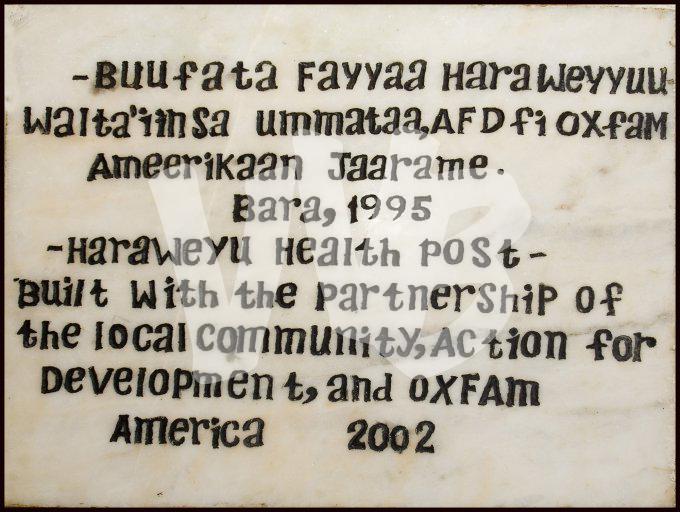 -Buufata Fayyaa Haraweyyuu-
Walta'iinsa ummataa, AFD fi OXfaM
Ameerikaan Jaarame.
Bara, 1995
-Haraweyu Health Post-
Built With the Partnership Of
the local community, Action for
Development, and OXFAm
America 2002